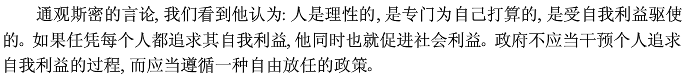 通观斯密的言论,我们看到他认为:人是理性的,是专门为自己打算的,是受自我利益驱使
的。如果任凭每个人都追求其自我利益,他同时也就促进社会利益。政府不应当干预个人追求
自我利益的过程,而应当遵循一种自由放任的政策。